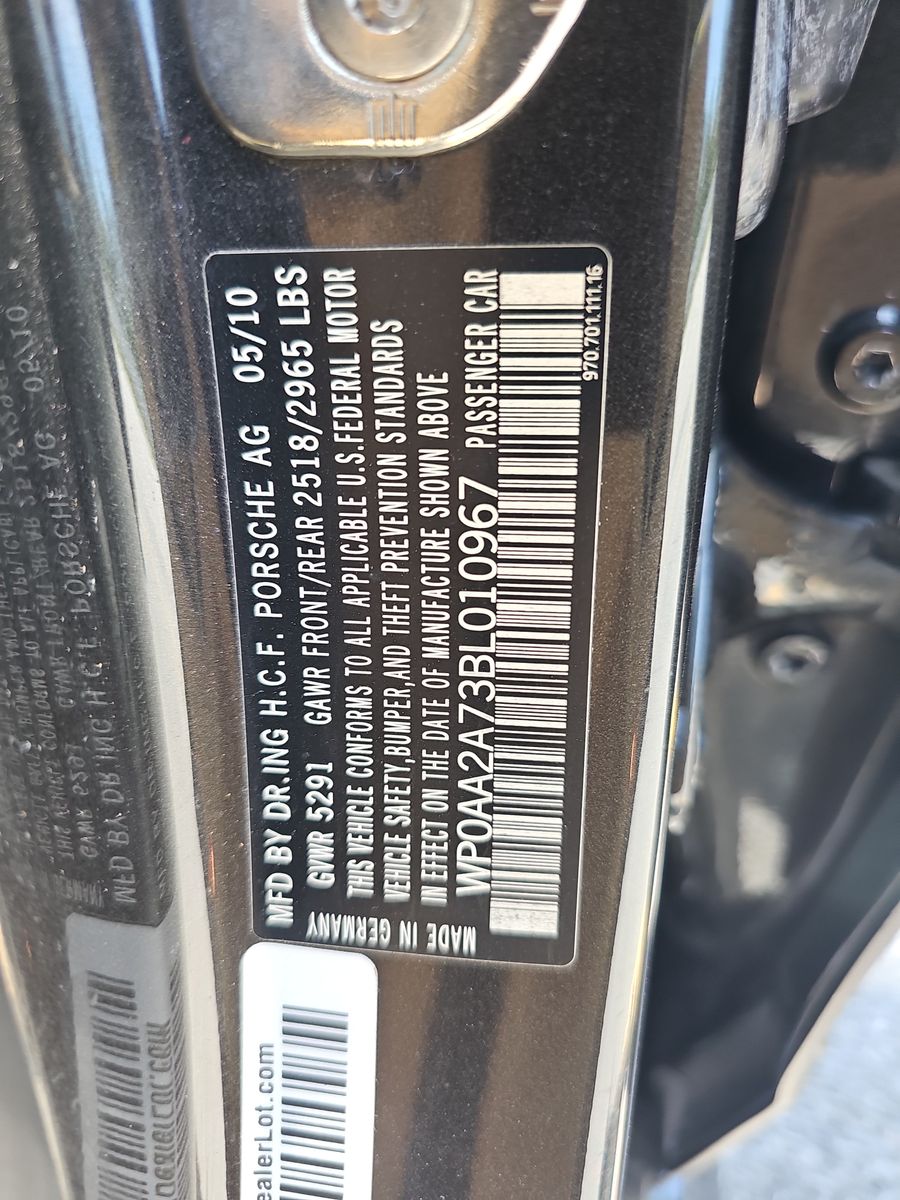 MFD BY DR.ING H.C.F. PORSCHE AG 05/10
GVWR 5291 GAWR FRONT/REAR 2518/2965 LBS
THIS VEHICLE CONFORMS TO ALL APPLICABLE U.S.FEDERAL MOTOR
VEHICLE SAFETY,BUMPER,AND THEFT PREVENTION STANDARDS
IN EFFECT ON THE DATE OF MANUFACTURE SHOWN ABOVE
WP0AA2A73BL010967 PASSENGER CAR
MADE IN GERMANY
970.701.111.16
ealerLot.com